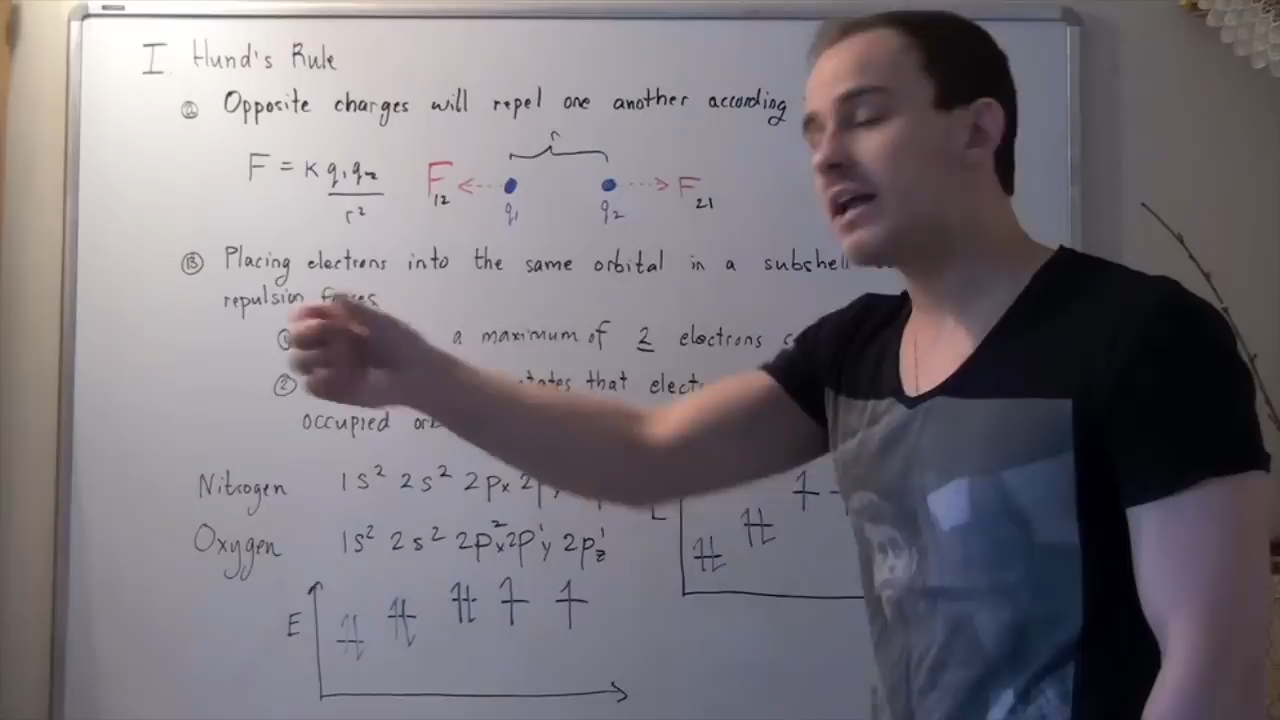 I. Hund's Rule
ⓐ Opposite charges will repel one another according
F = K q₁q₂ / r²
r
F₁₂ F₂₁
q₁ q₂
Ⓑ Placing electrons into the same orbital in a subshell
repulsion forces
① a maximum of 2 electrons
② states that
occupied
Nitrogen 1s² 2s² 2px
Oxygen 1s² 2s² 2px² 2py¹ 2pz¹
E